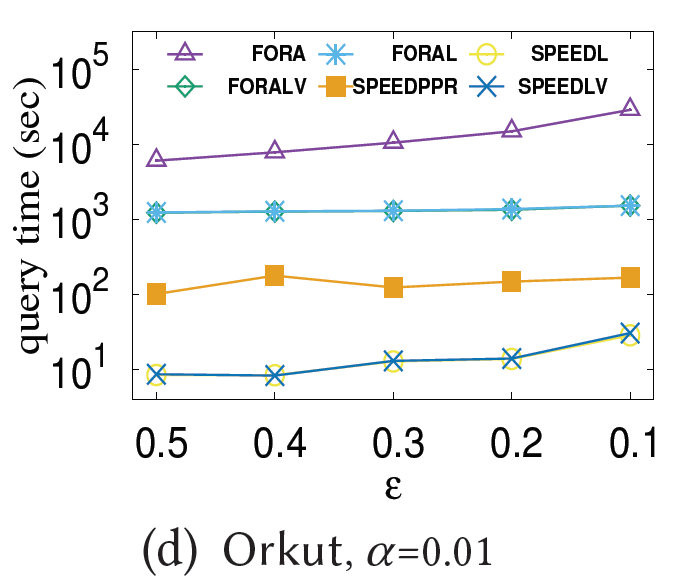 FORA FORAL SPEEDL
FORALV SPEEDPPR SPEEDLV
query time (sec)
10^5
10^4
10^3
10^2
10^1
0.5 0.4 0.3 0.2 0.1
ε
(d) Orkut, α=0.01